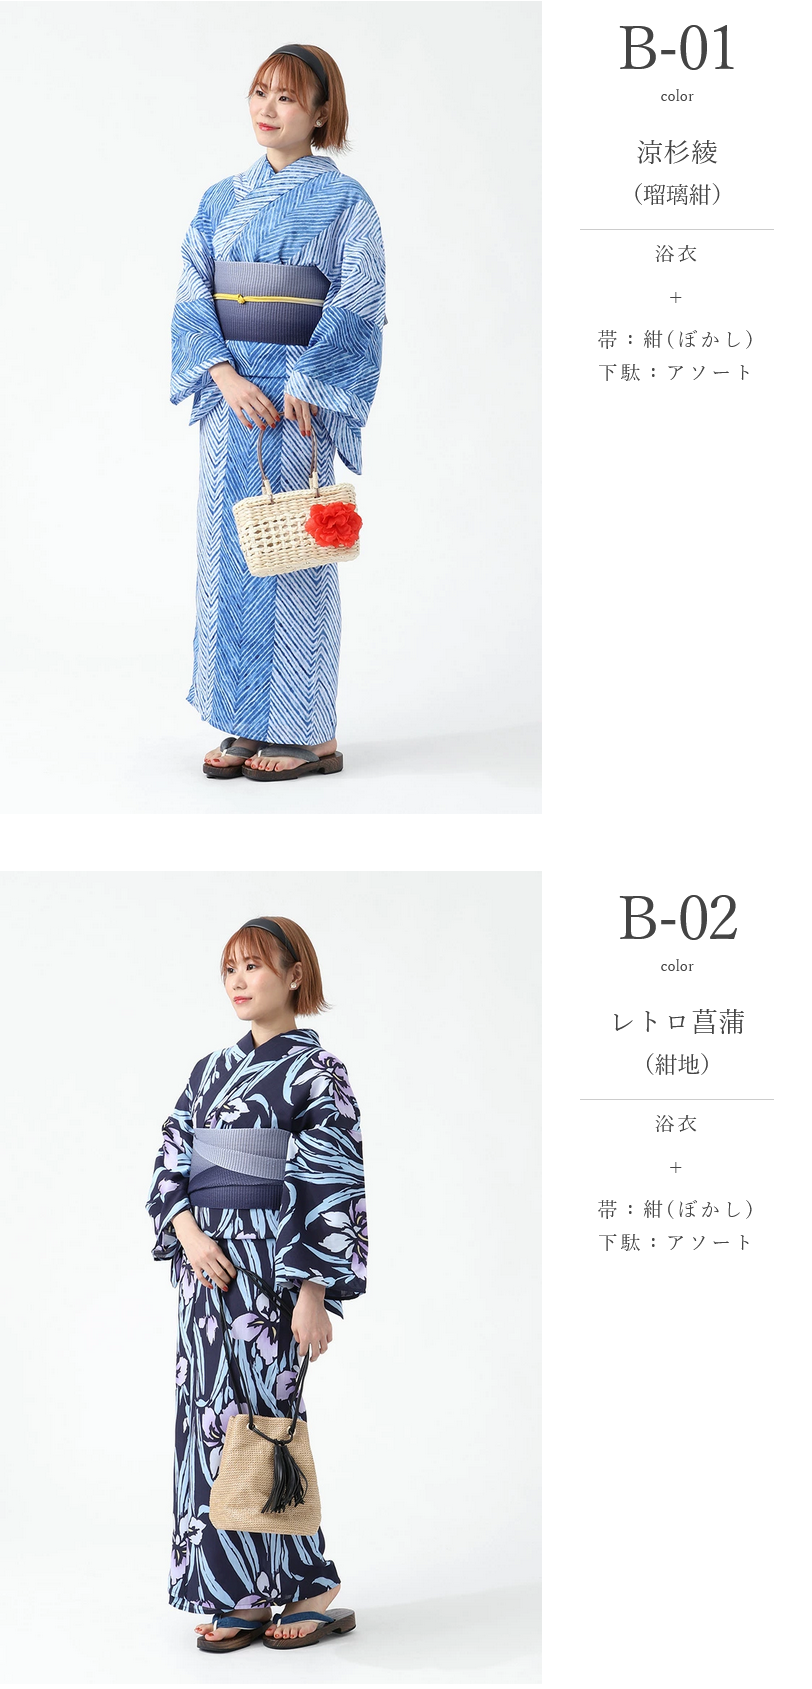 B-01
color
涼杉綾
（瑠璃紺）
浴衣
+
帯：紺(ぼかし)
下駄：アソート
B-02
color
レトロ菖蒲
（紺地）
浴衣
+
帯：紺(ぼかし)
下駄：アソート